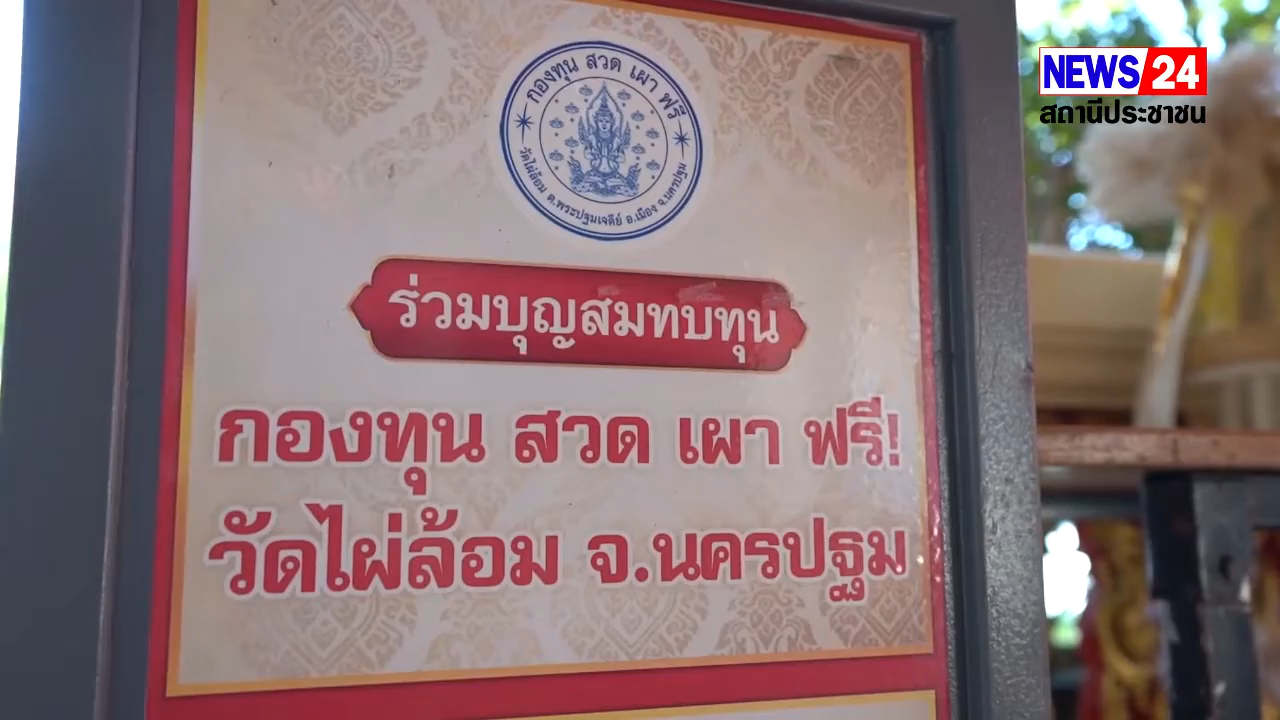 NEWS 24
สถานีประชาชน
กองทุน สวด เผา ฟรี
วัดไผ่ล้อม ต.พระปฐมเจดีย์ อ.เมือง จ.นครปฐม
ร่วมบุญสมทบทุน
กองทุน สวด เผา ฟรี!
วัดไผ่ล้อม จ.นครปฐม